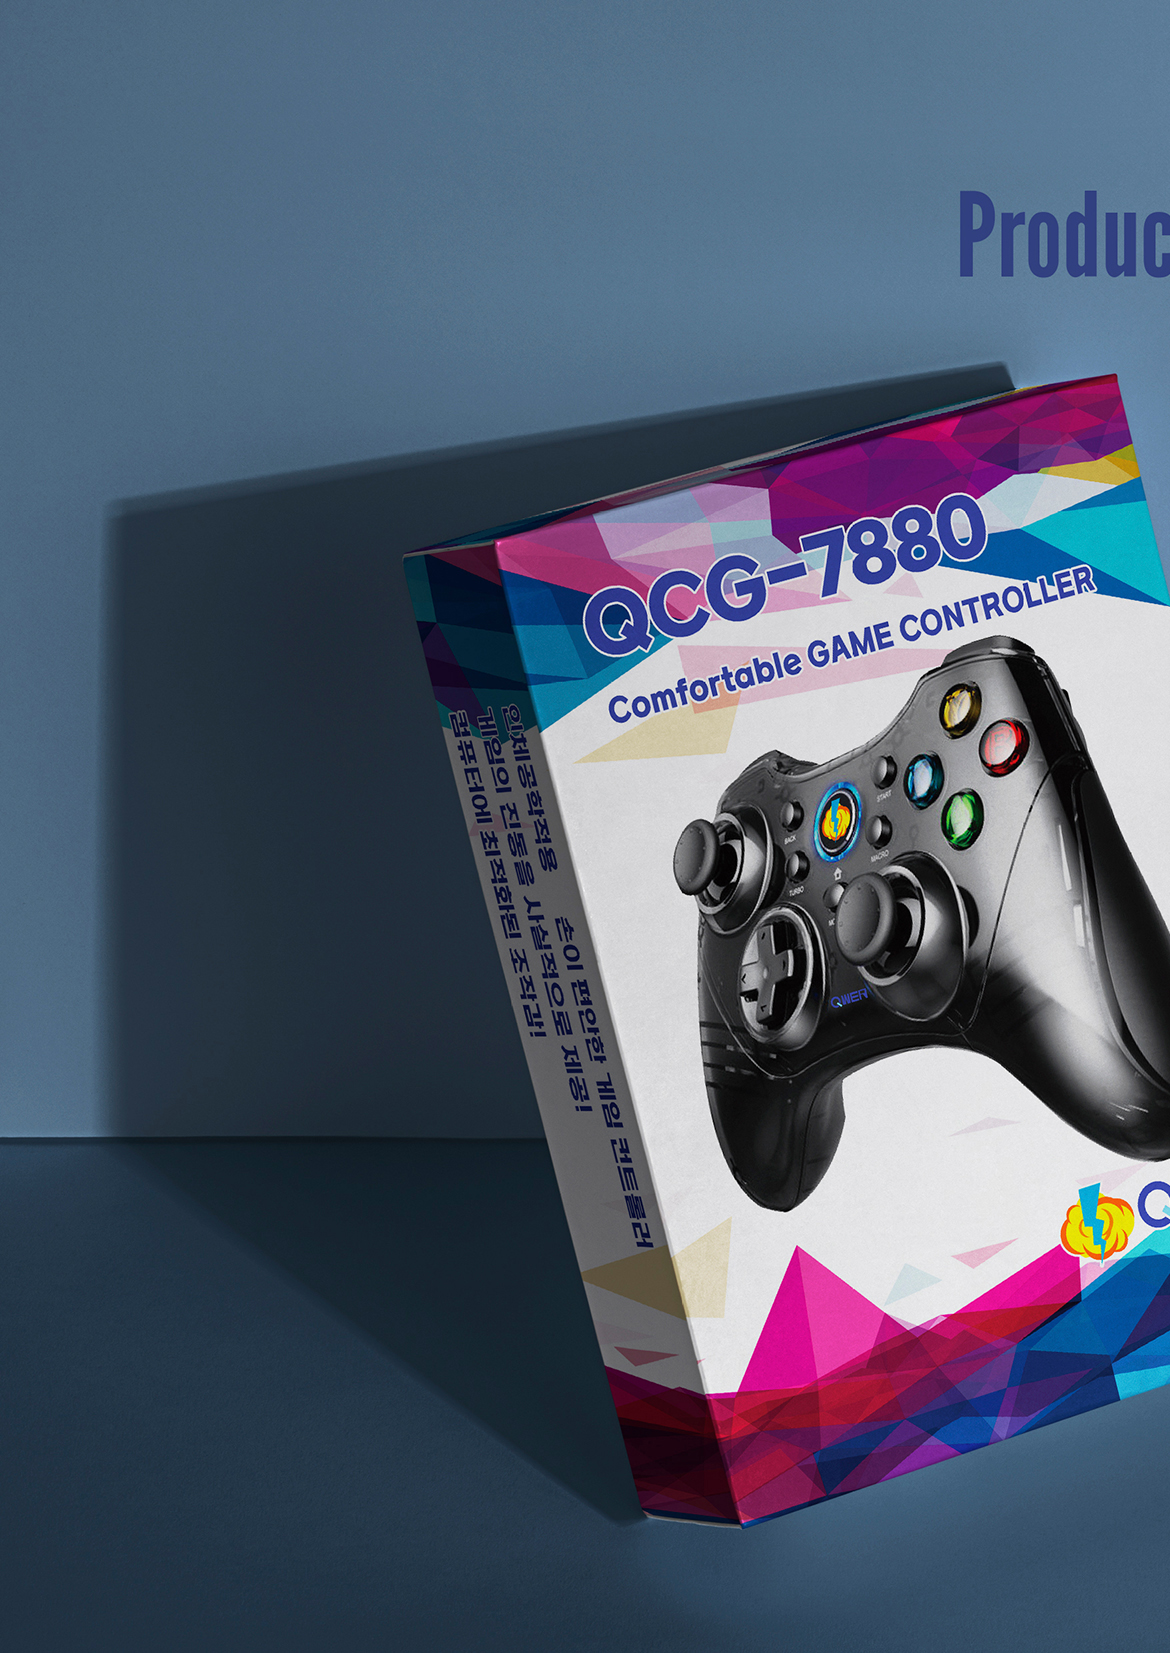 Produc
QCG-7880
Comfortable GAME CONTROLLER
START
BACK
MACRO
TURBO
QWER
Q
인체공학적용 손이 편안한 게임 컨트롤러
게임의 진동을 사실적으로 제공!
컴퓨터에 최적화된 조작감!